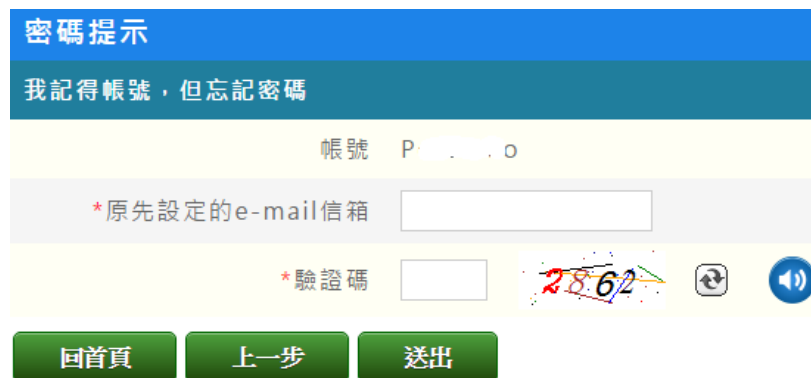 密碼提示
我記得帳號，但忘記密碼
帳號 P o
*原先設定的e-mail信箱
*驗證碼
回首頁 上一步 送出